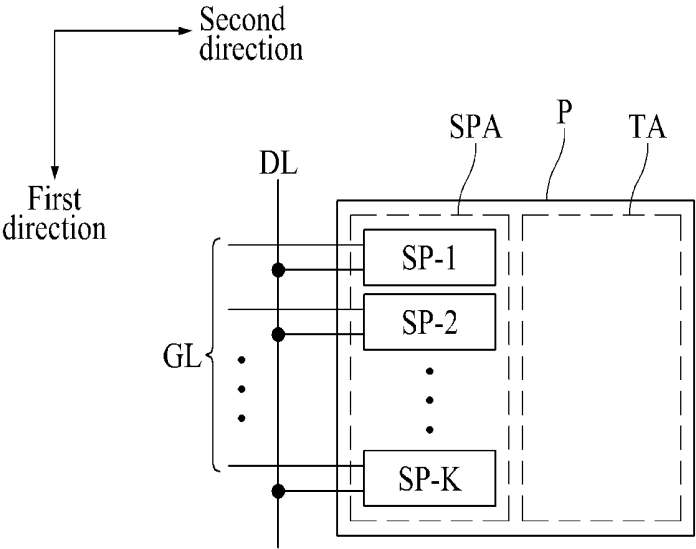 Second
direction
First
direction
DL
SPA
P
TA
GL
SP-1
SP-2
SP-K